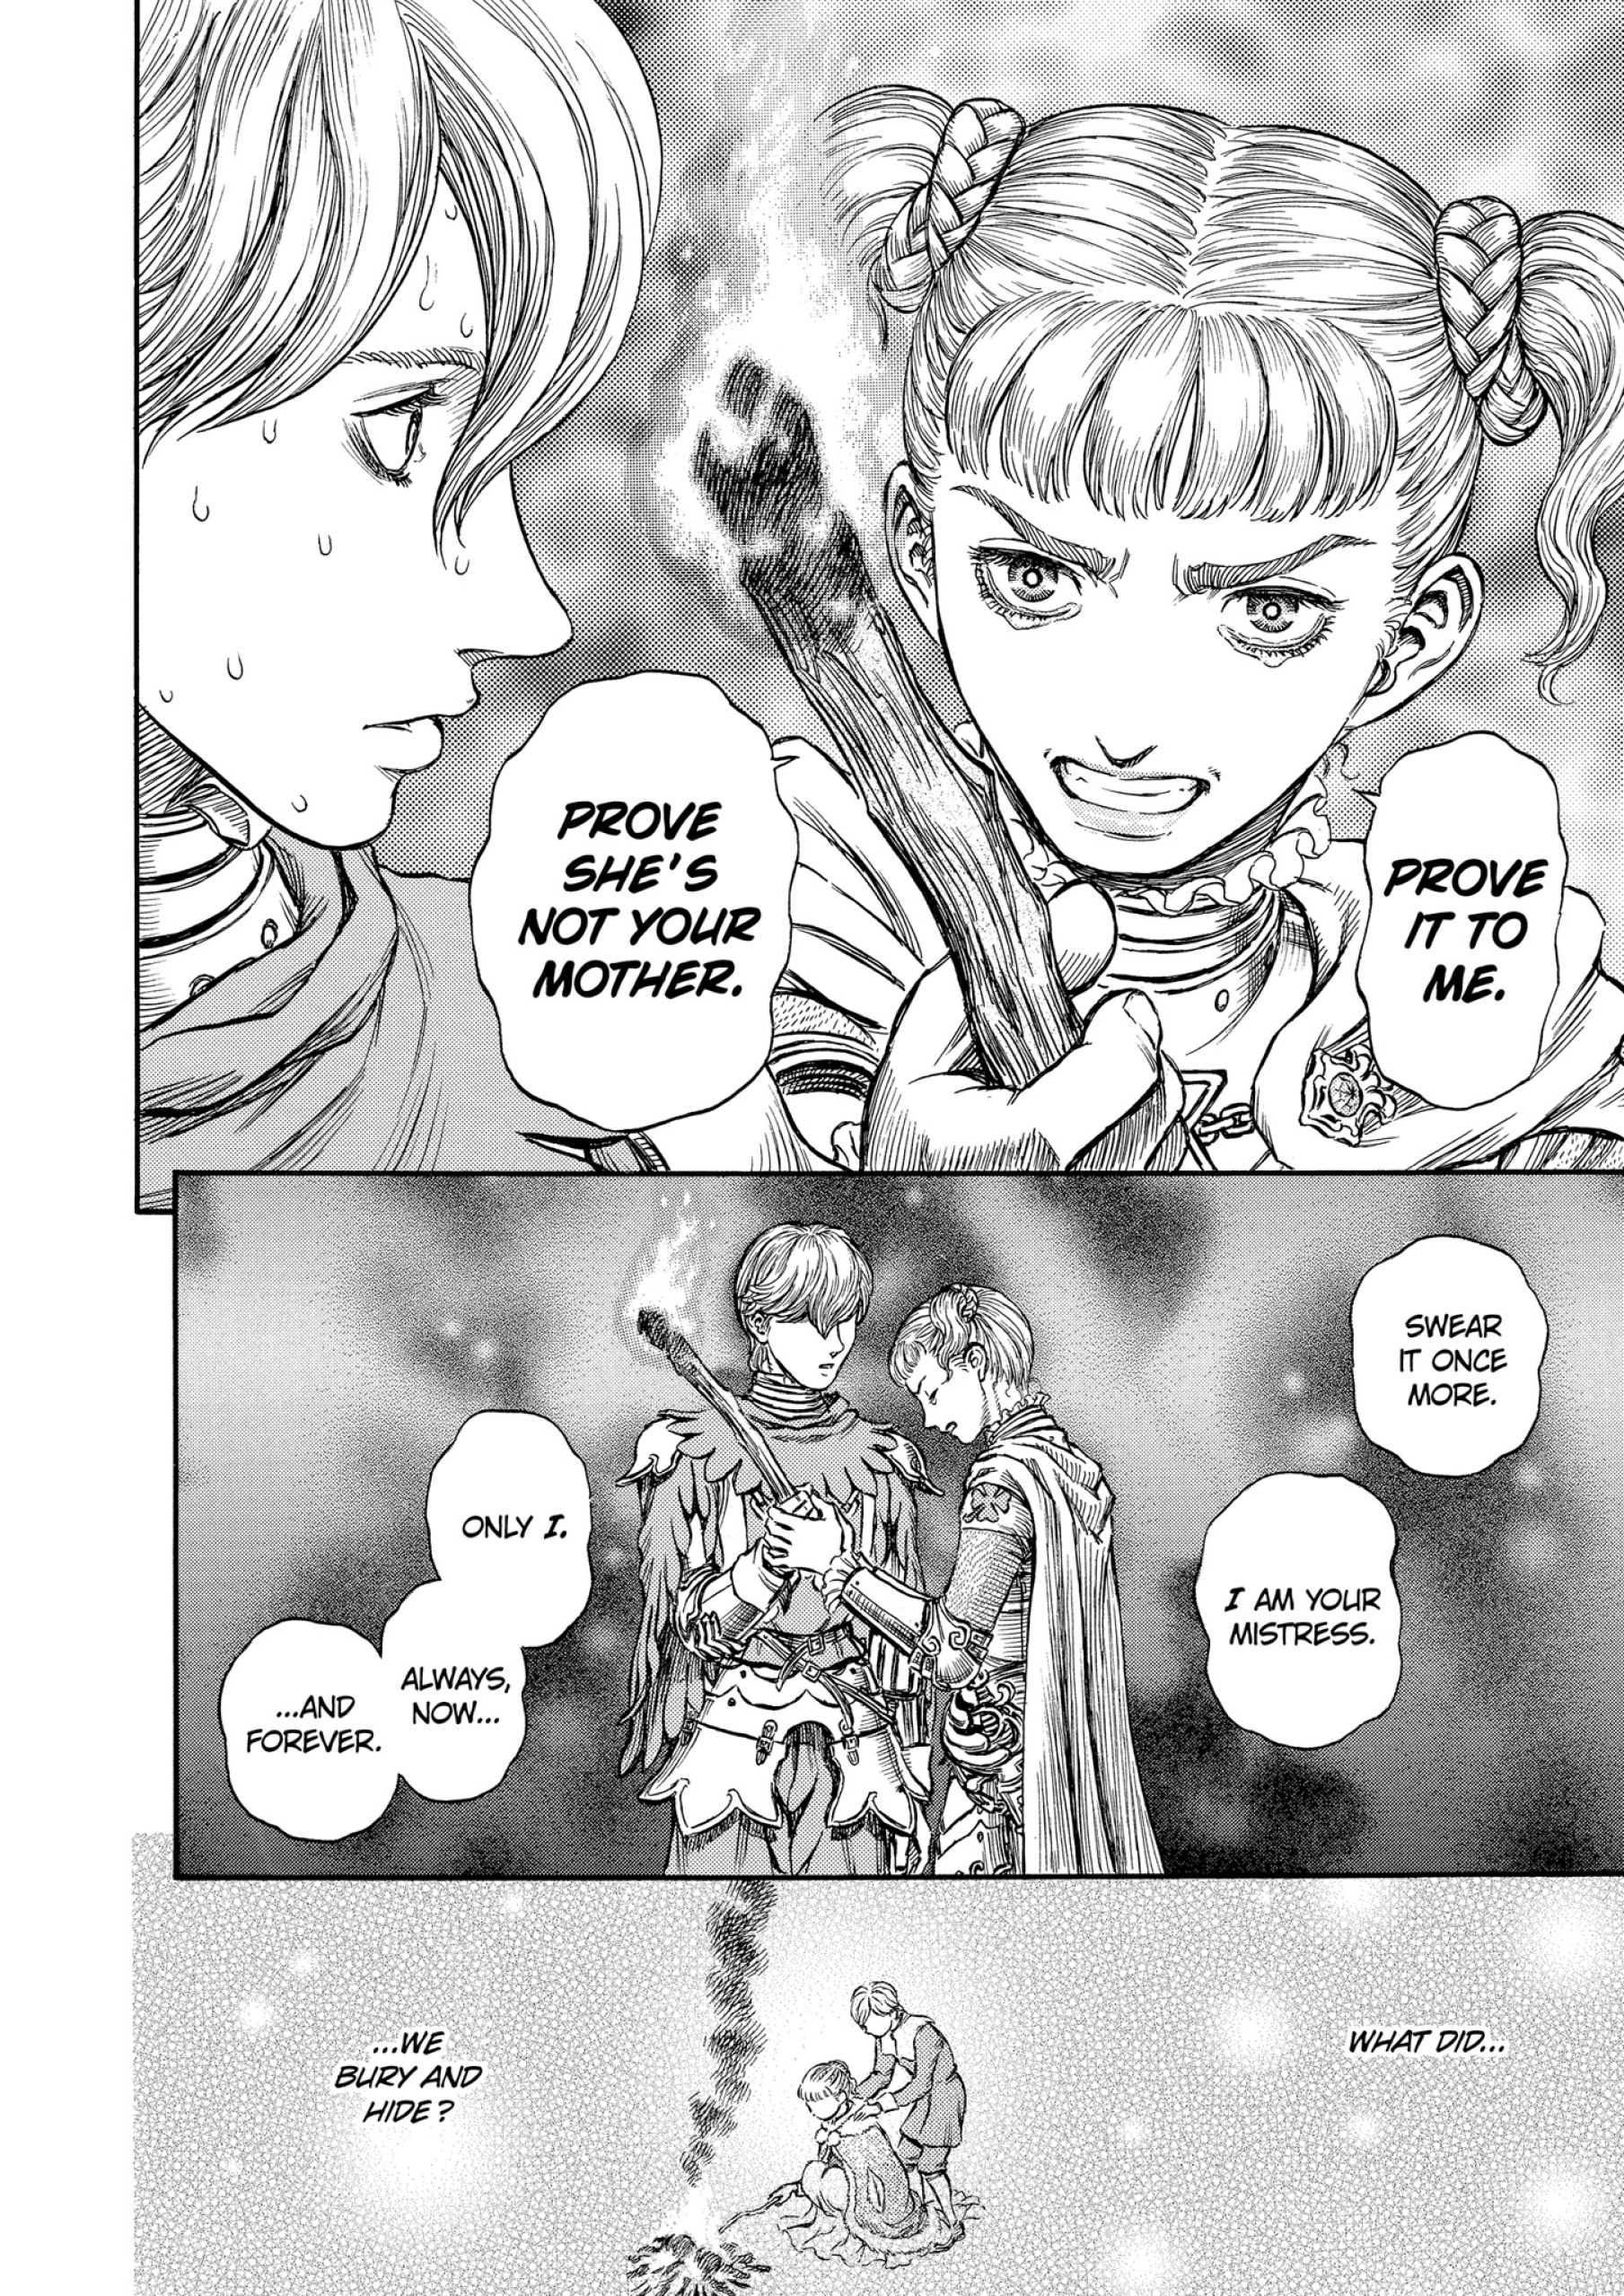 PROVE
IT TO
ME.
PROVE
SHE'S
NOT YOUR
MOTHER.
SWEAR
IT ONCE
MORE.
I AM YOUR
MISTRESS.
ONLY I.
ALWAYS,
NOW...
...AND
FOREVER.
WHAT DID...
...WE
BURY AND
HIDE?